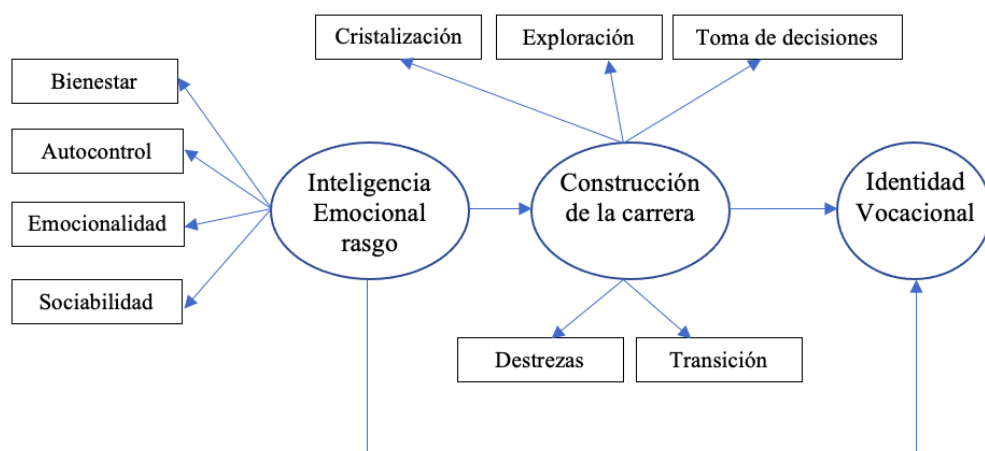 Cristalización
Exploración
Toma de decisiones
Bienestar
Autocontrol
Emocionalidad
Sociabilidad
Inteligencia
Emocional
rasgo
Construcción
de la carrera
Identidad
Vocacional
Destrezas
Transición